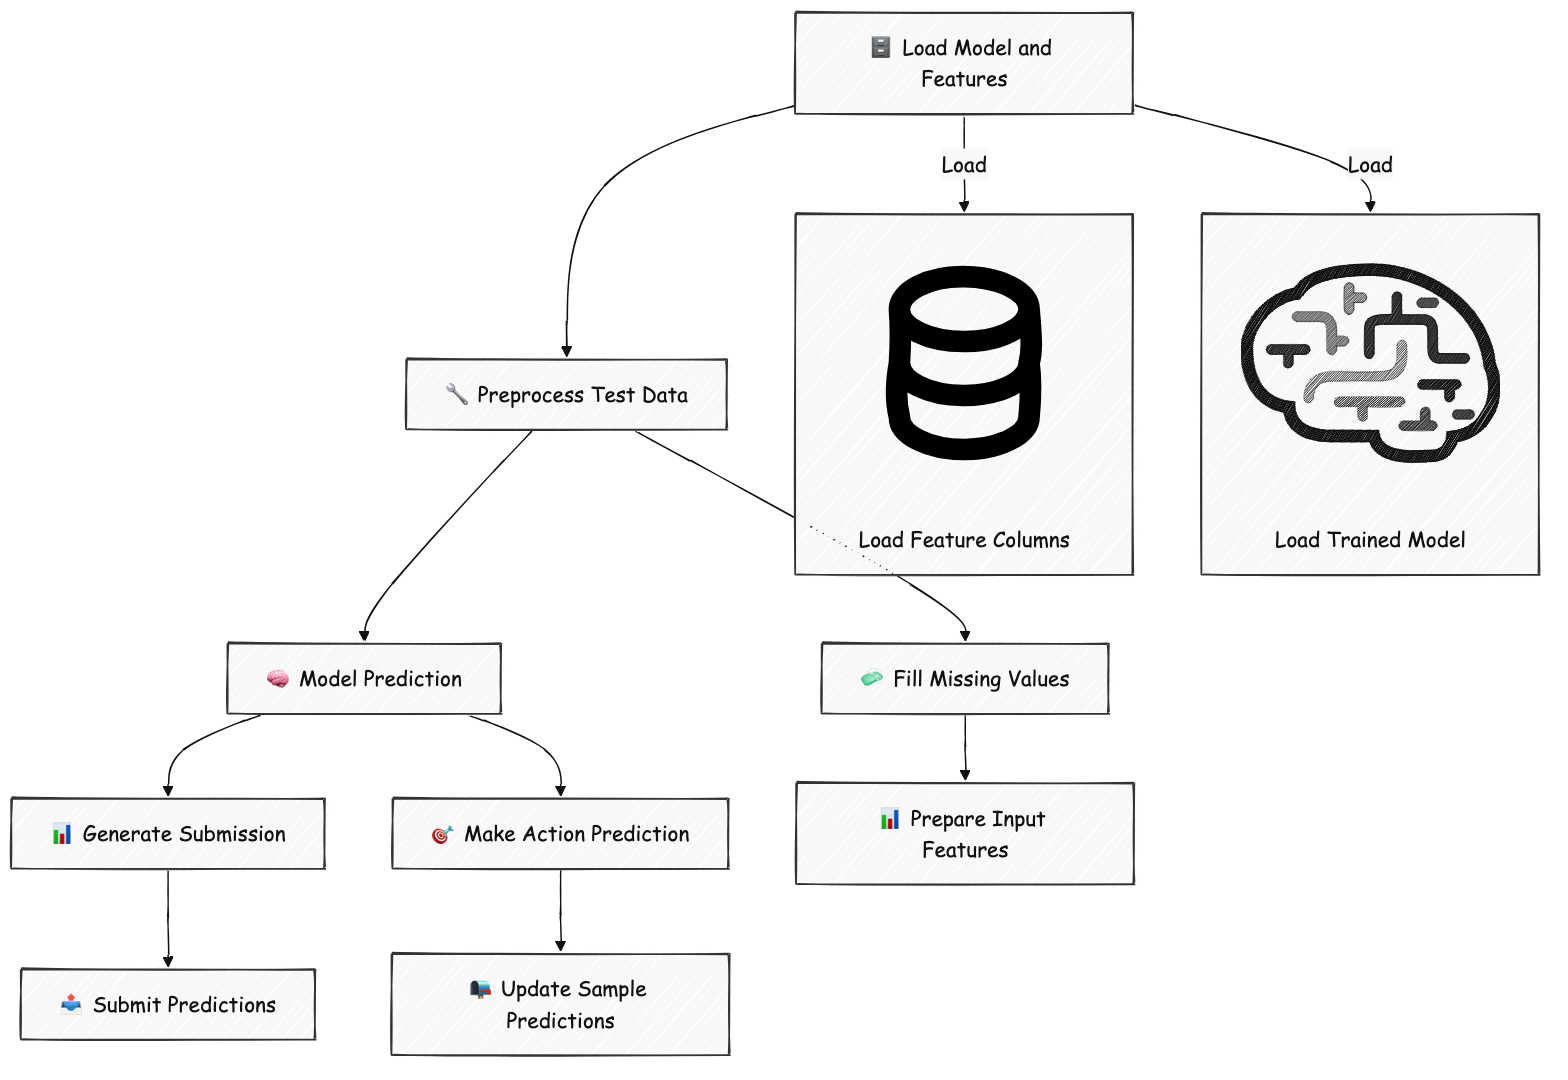 Load Model and
Features
Load
Load
Preprocess Test Data
Load Feature Columns
Load Trained Model
Model Prediction
Fill Missing Values
Generate Submission
Make Action Prediction
Prepare Input
Features
Submit Predictions
Update Sample
Predictions